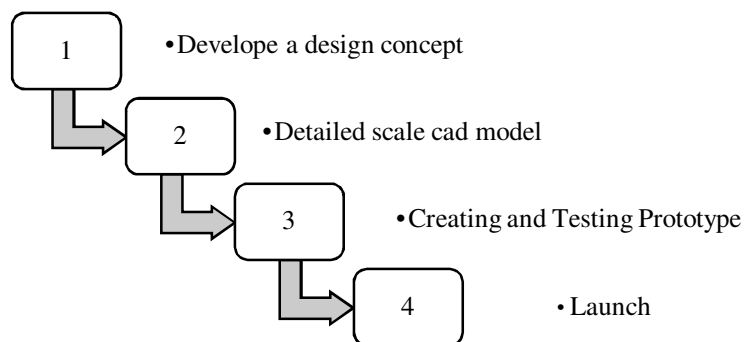 1 •Develope a design concept
2 •Detailed scale cad model
3 •Creating and Testing Prototype
4 •Launch